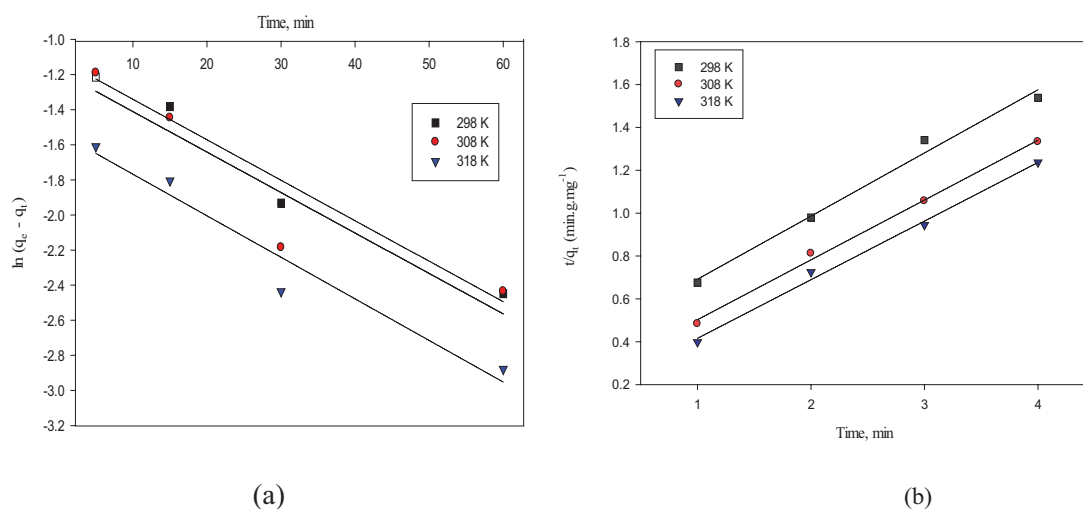 Time, min
0 10 20 30 40 50 60
-1.0
-1.2
-1.4
-1.6
-1.8
-2.0
-2.2
-2.4
-2.6
-2.8
-3.0
-3.2
ln (qe - qt)
298 K
308 K
318 K
(a)
1.8
1.6
1.4
1.2
1.0
0.8
0.6
0.4
0.2
t/qt (min.g.mg-1)
298 K
308 K
318 K
1 2 3 4
Time, min
(b)